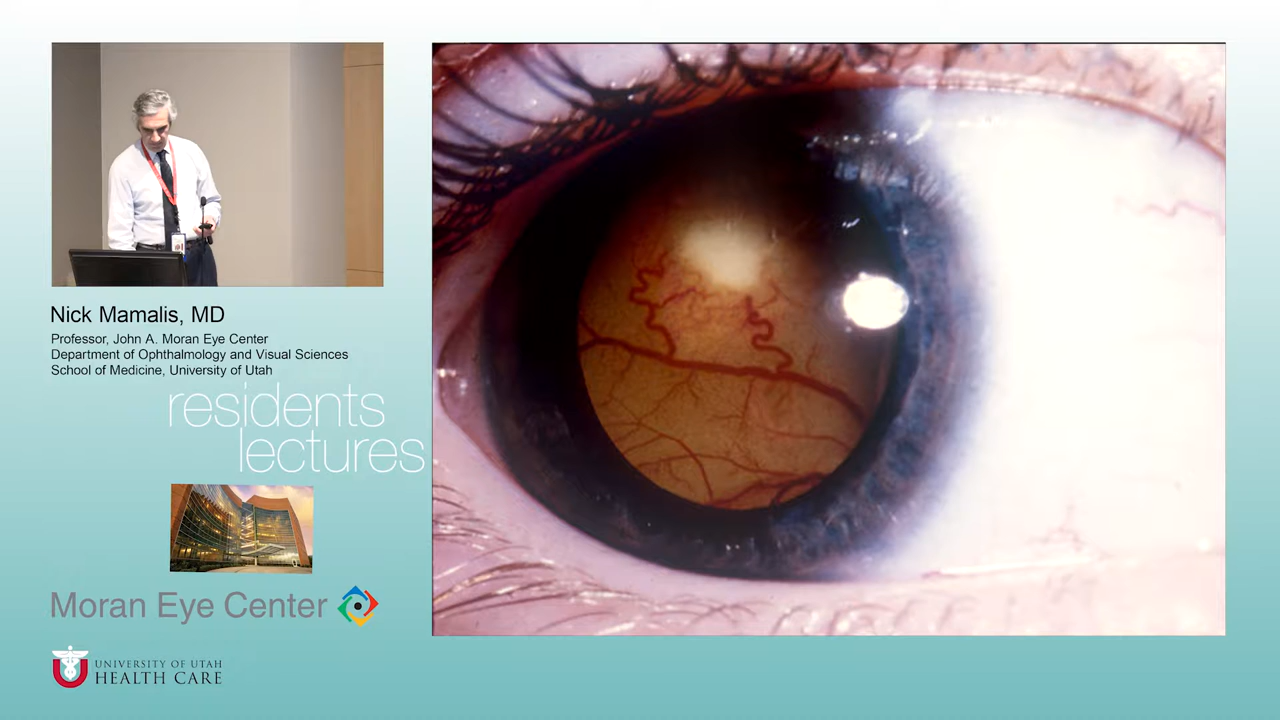 Nick Mamalis, MD
Professor, John A. Moran Eye Center
Department of Ophthalmology and Visual Sciences
School of Medicine, University of Utah
residents
lectures
Moran Eye Center
UNIVERSITY OF UTAH
HEALTH CARE